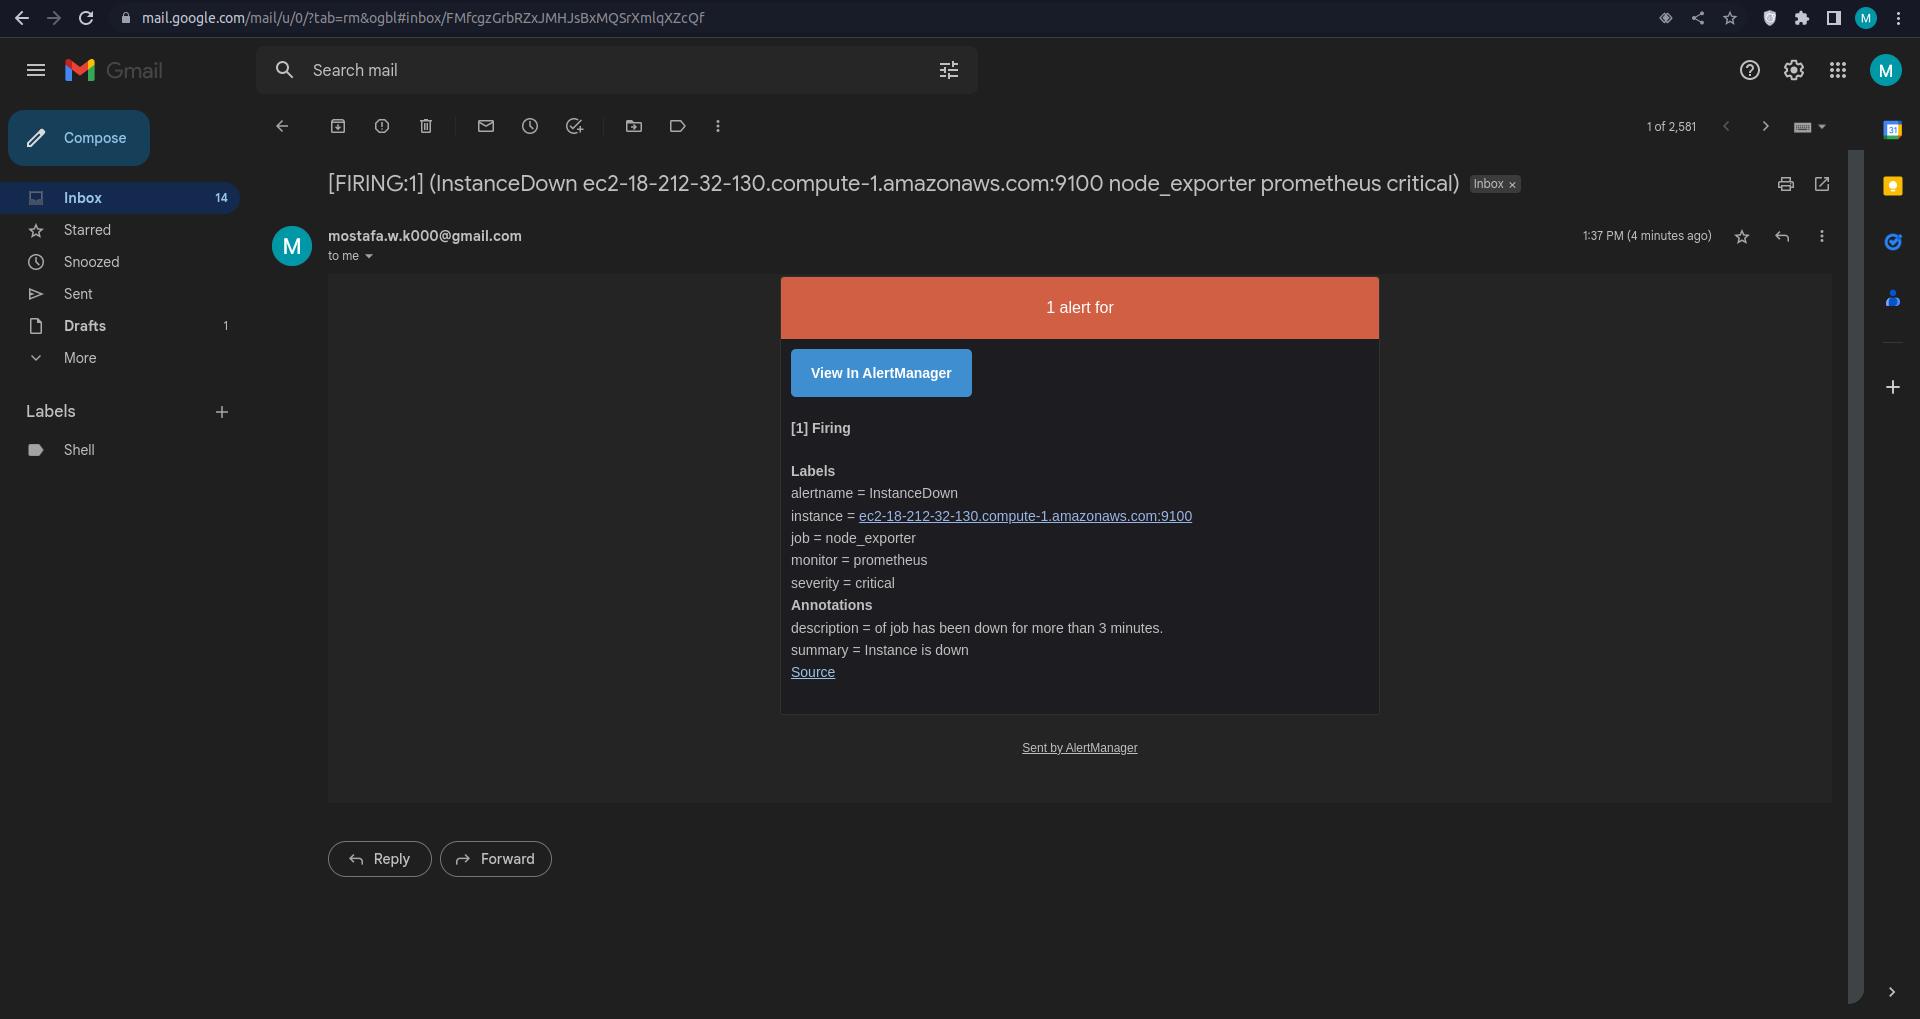 mail.google.com/mail/u/0/?tab=rm&ogbl#inbox/FMfcgzGrbRZxJMHJsBxMQSrXmlqXZcQf
M
Gmail
Search mail
M
Compose
1 of 2,581
31
[FIRING:1] (InstanceDown ec2-18-212-32-130.compute-1.amazonaws.com:9100 node_exporter prometheus critical)
Inbox ×
Inbox 14
Starred
Snoozed
Sent
Drafts 1
More
Labels
Shell
M
mostafa.w.k000@gmail.com
1:37 PM (4 minutes ago)
to me
1 alert for
View In AlertManager
[1] Firing
Labels
alertname = InstanceDown
instance = ec2-18-212-32-130.compute-1.amazonaws.com:9100
job = node_exporter
monitor = prometheus
severity = critical
Annotations
description = of job has been down for more than 3 minutes.
summary = Instance is down
Source
Sent by AlertManager
Reply
Forward